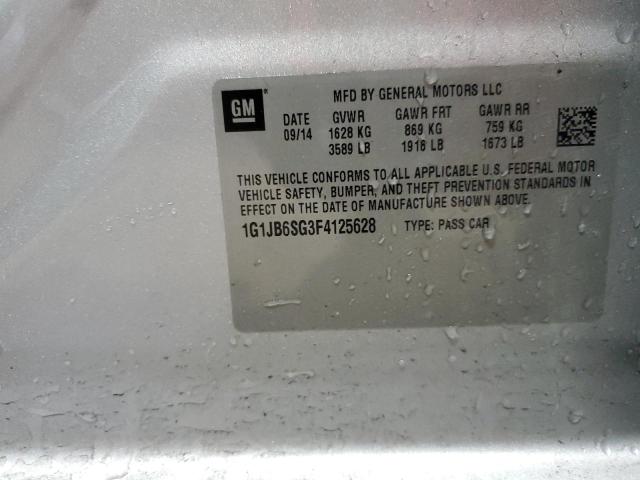 GM
MFD BY GENERAL MOTORS LLC
DATE GVWR GAWR FRT GAWR RR
09/14 1628 KG 869 KG 759 KG
3589 LB 1916 LB 1673 LB
THIS VEHICLE CONFORMS TO ALL APPLICABLE U.S. FEDERAL MOTOR
VEHICLE SAFETY, BUMPER, AND THEFT PREVENTION STANDARDS IN
EFFECT ON THE DATE OF MANUFACTURE SHOWN ABOVE.
1G1JB6SG3F4125628 TYPE: PASS CAR